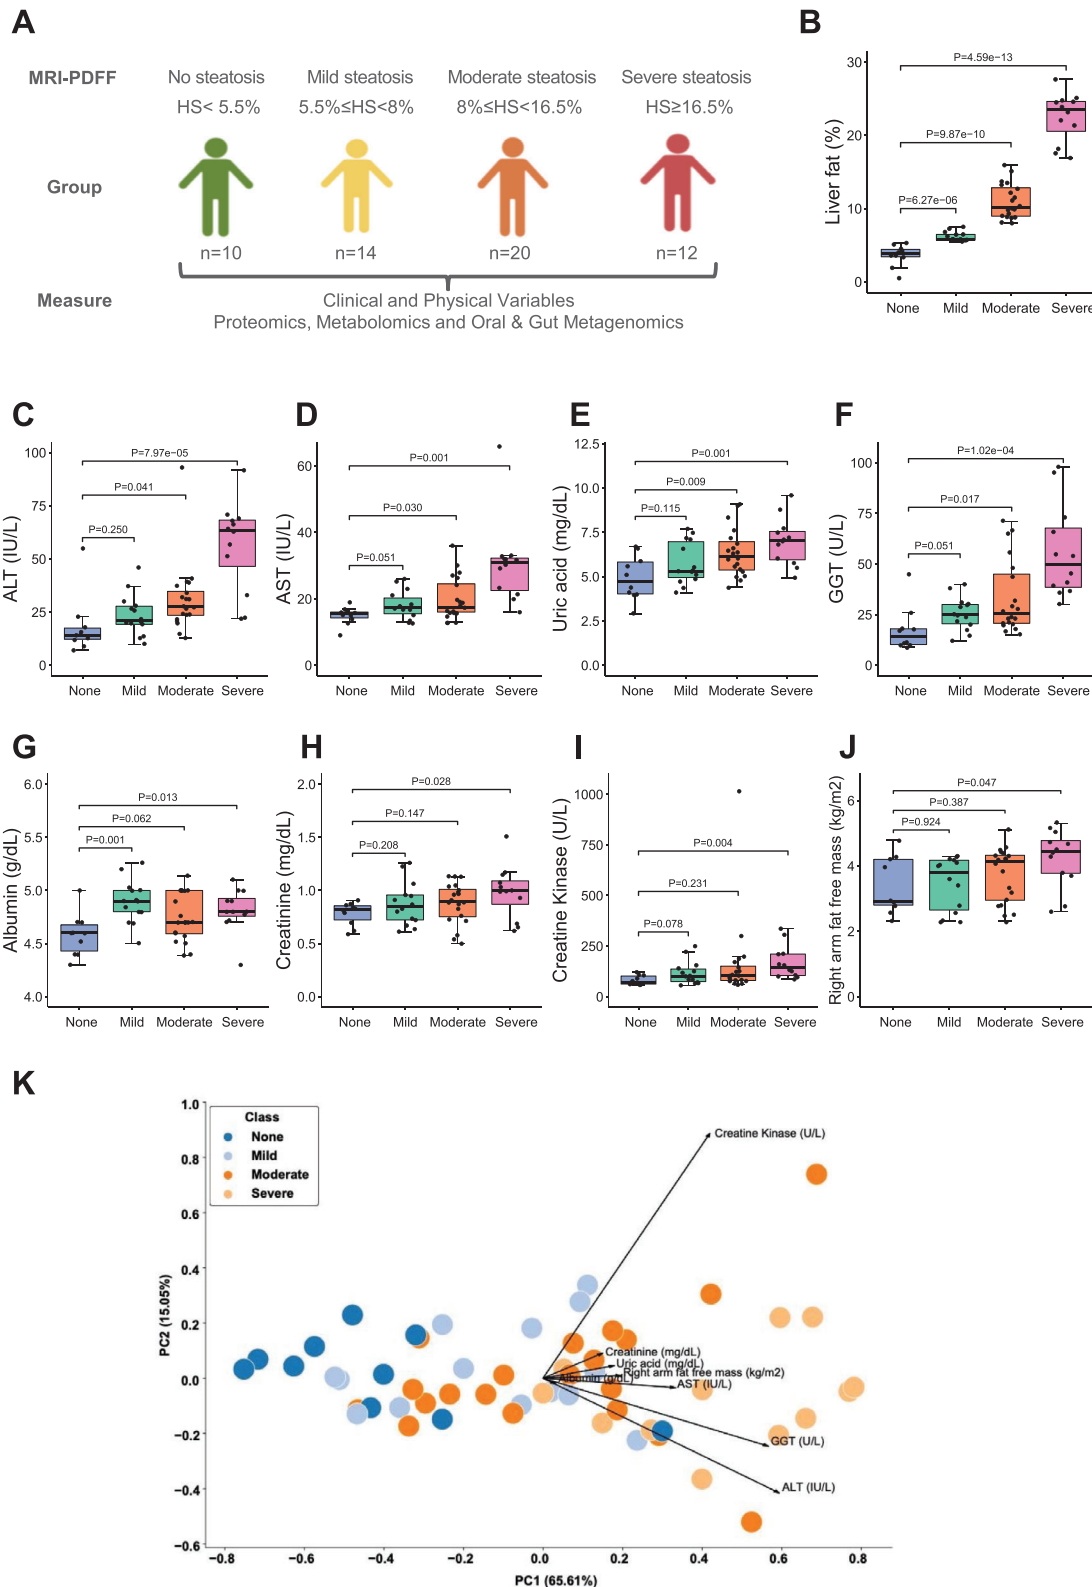 A
MRI-PDFF
No steatosis
Mild steatosis
Moderate steatosis
Severe steatosis
HS< 5.5%
5.5%≤HS<8%
8%≤HS<16.5%
HS≥16.5%
Group
n=10
n=14
n=20
n=12
Measure
Clinical and Physical Variables
Proteomics, Metabolomics and Oral & Gut Metagenomics
B
Liver fat (%)
30
20
10
0
P=4.59e−13
P=9.87e−10
P=6.27e−06
None
Mild
Moderate
Severe
C
ALT (IU/L)
100
75
50
25
0
P=7.97e−05
P=0.041
P=0.250
None
Mild
Moderate
Severe
D
AST (IU/L)
60
40
20
0
P=0.001
P=0.030
P=0.051
None
Mild
Moderate
Severe
E
Uric acid (mg/dL)
12.5
10.0
7.5
5.0
2.5
0.0
P=0.001
P=0.009
P=0.115
None
Mild
Moderate
Severe
F
GGT (U/L)
100
75
50
25
0
P=1.02e−04
P=0.017
P=0.051
None
Mild
Moderate
Severe
G
Albumin (g/dL)
6.0
5.5
5.0
4.5
4.0
P=0.013
P=0.062
P=0.001
None
Mild
Moderate
Severe
H
Creatinine (mg/dL)
2.0
1.5
1.0
0.5
0.0
P=0.028
P=0.147
P=0.208
None
Mild
Moderate
Severe
I
Creatine Kinase (U/L)
1000
750
500
250
0
P=0.004
P=0.231
P=0.078
None
Mild
Moderate
Severe
J
Right arm fat free mass (kg/m2)
6
4
2
0
P=0.047
P=0.387
P=0.924
None
Mild
Moderate
Severe
K
PC2 (15.05%)
1.0
0.8
0.6
0.4
0.2
0.0
−0.2
−0.4
−0.6
Class
None
Mild
Moderate
Severe
Creatine Kinase (U/L)
Creatinine (mg/dL)
Uric acid (mg/dL)
Right arm fat free mass (kg/m2)
Albumin (g/dL)
AST (IU/L)
GGT (U/L)
ALT (IU/L)
−0.8
−0.6
−0.4
−0.2
0.0
0.2
0.4
0.6
0.8
PC1 (65.61%)